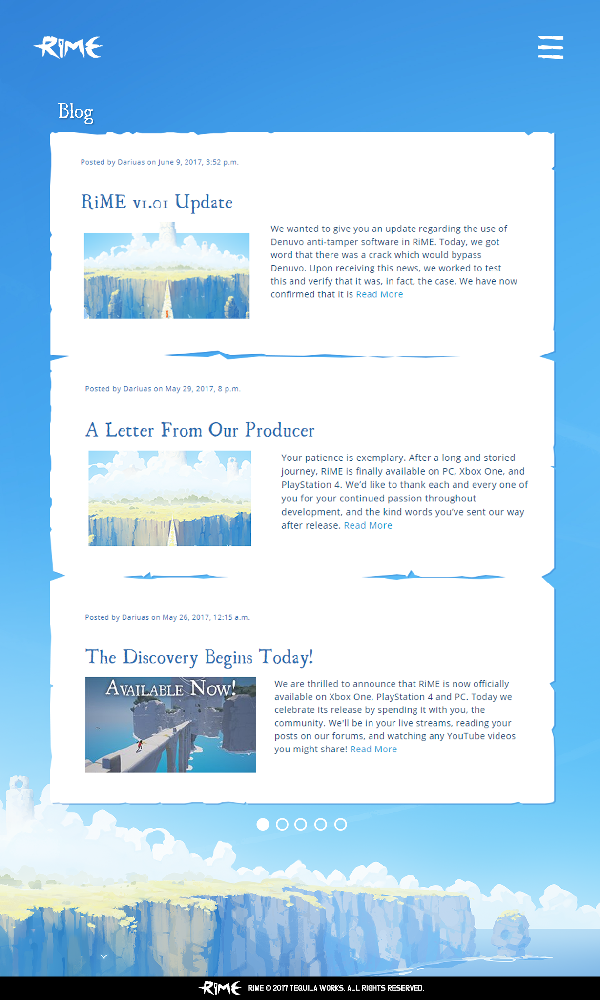 RiME
Blog
Posted by Dariuas on June 9, 2017, 3:52 p.m.
RiME v1.01 Update
We wanted to give you an update regarding the use of
Denuvo anti-tamper software in RiME. Today, we got
word that there was a crack which would bypass
Denuvo. Upon receiving this news, we worked to test
this and verify that it was, in fact, the case. We have now
confirmed that it is Read More
Posted by Dariuas on May 29, 2017, 8 p.m.
A Letter From Our Producer
Your patience is exemplary. After a long and storied
journey, RiME is finally available on PC, Xbox One, and
PlayStation 4. We’d like to thank each and every one of
you for your continued passion throughout
development, and the kind words you’ve sent our way
after release. Read More
Posted by Dariuas on May 26, 2017, 12:15 a.m.
The Discovery Begins Today!
Available Now!
We are thrilled to announce that RiME is now officially
available on Xbox One, PlayStation 4 and PC. Today we
celebrate its release by spending it with you, the
community. We'll be in your live streams, reading your
posts on our forums, and watching any YouTube videos
you might share! Read More
RiME RIME © 2017 TEQUILA WORKS. ALL RIGHTS RESERVED.